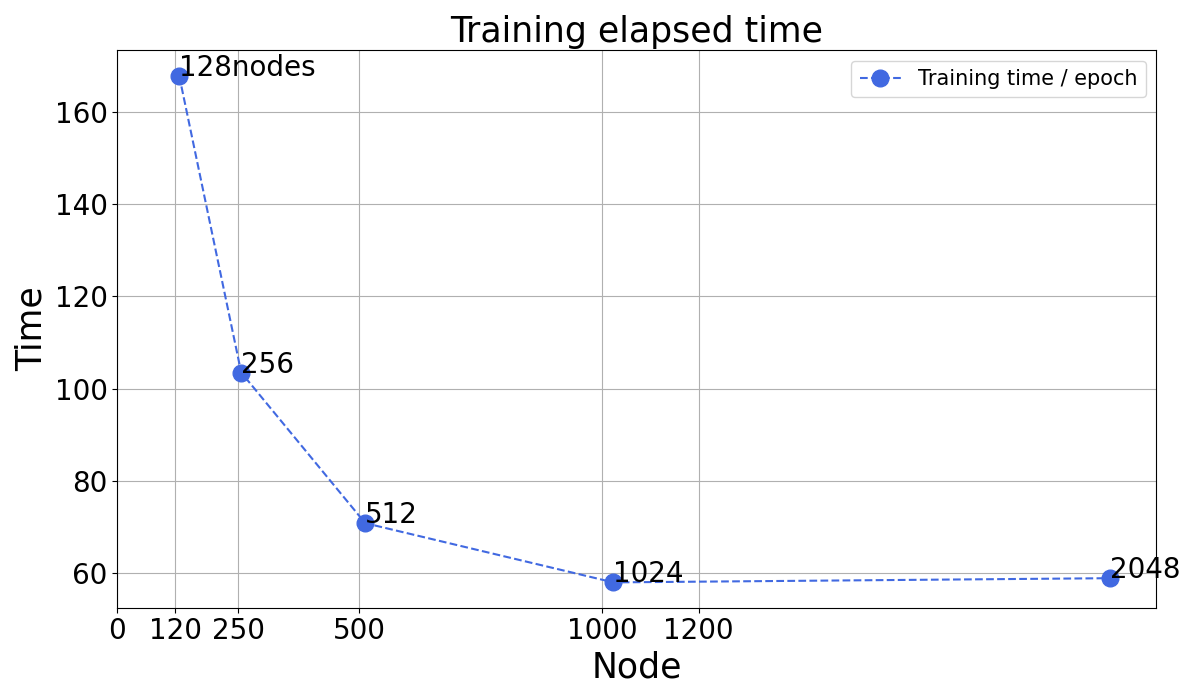 Training elapsed time
128nodes
Training time / epoch
160
140
120
Time
256
100
80
512
1024
2048
60
0 120 250 500 1000 1200
Node